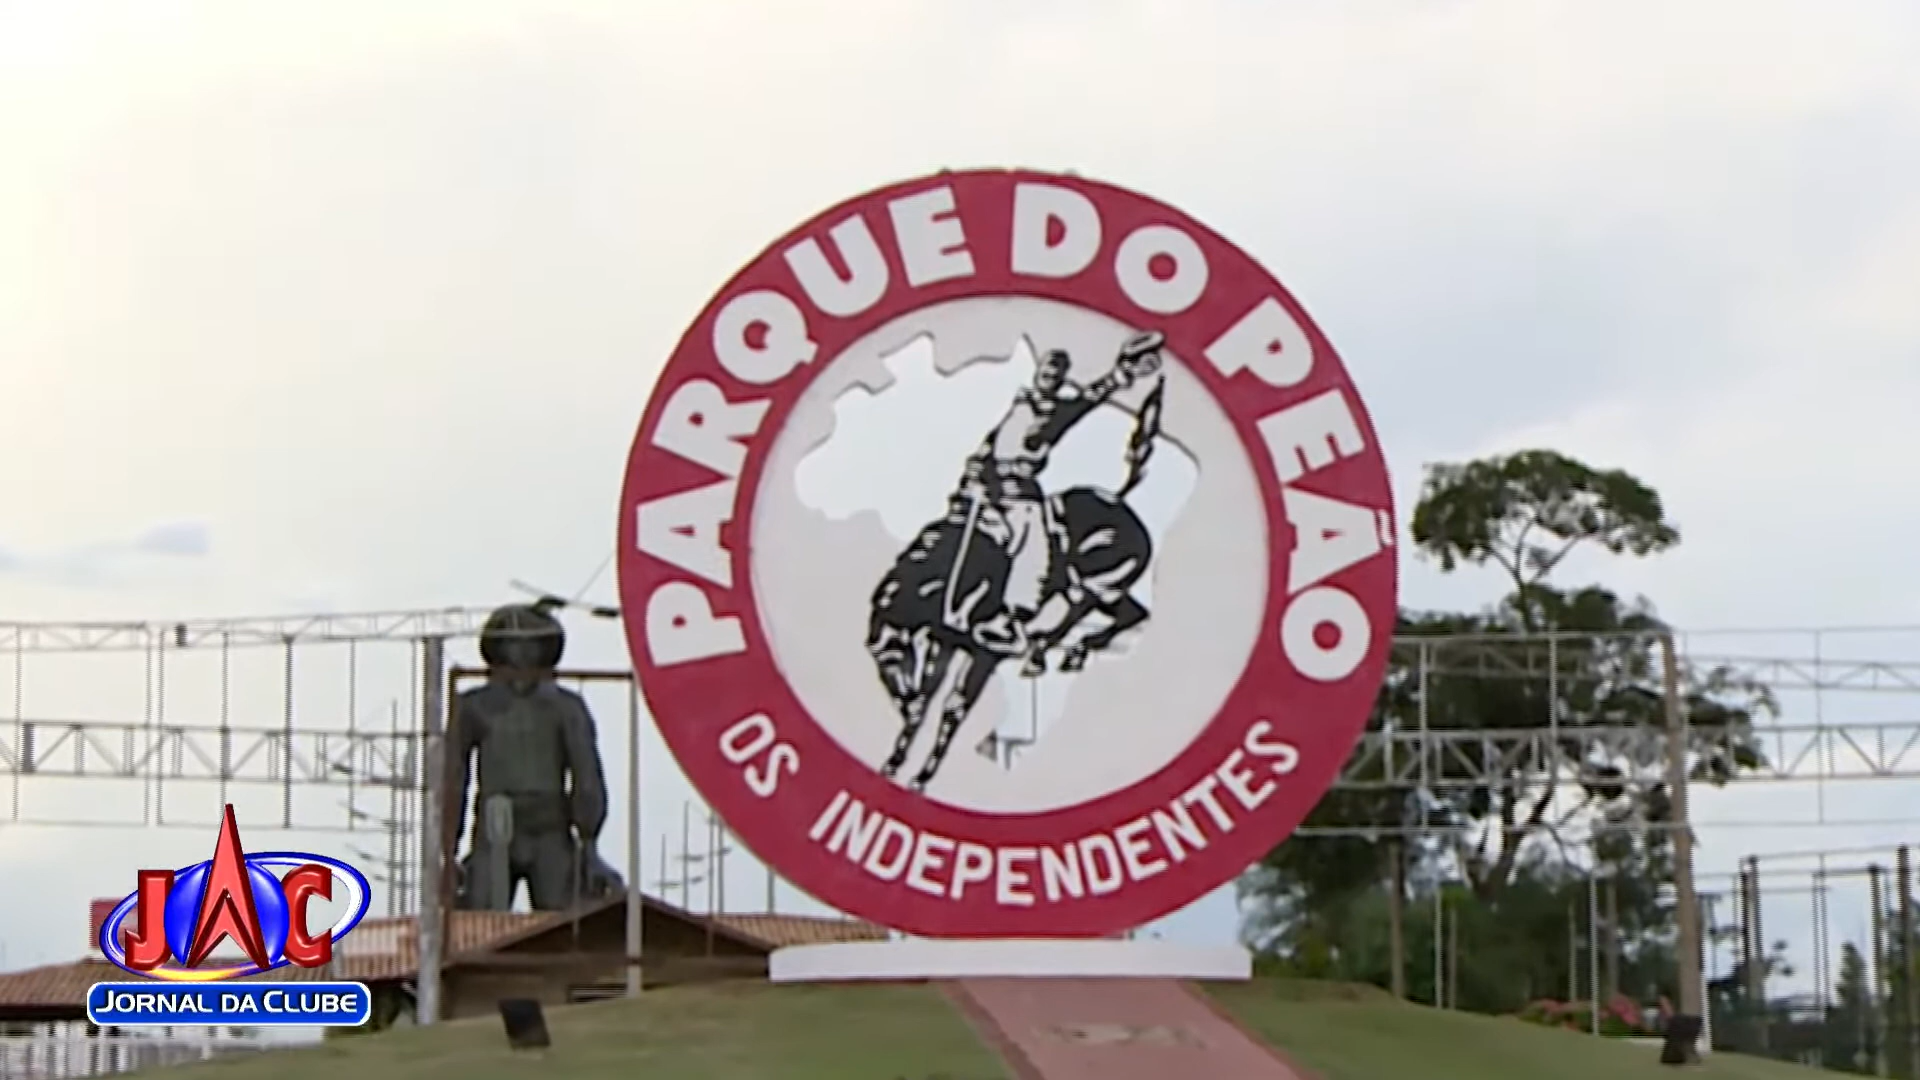 PARQUE DO PEÃO
OS INDEPENDENTES
JAC
JORNAL DA CLUBE